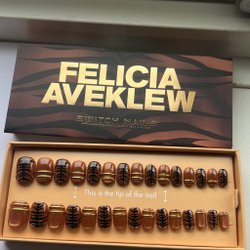 FELICIA
AVEKLEW
SWITCH NAILS
This is the tip of the nail